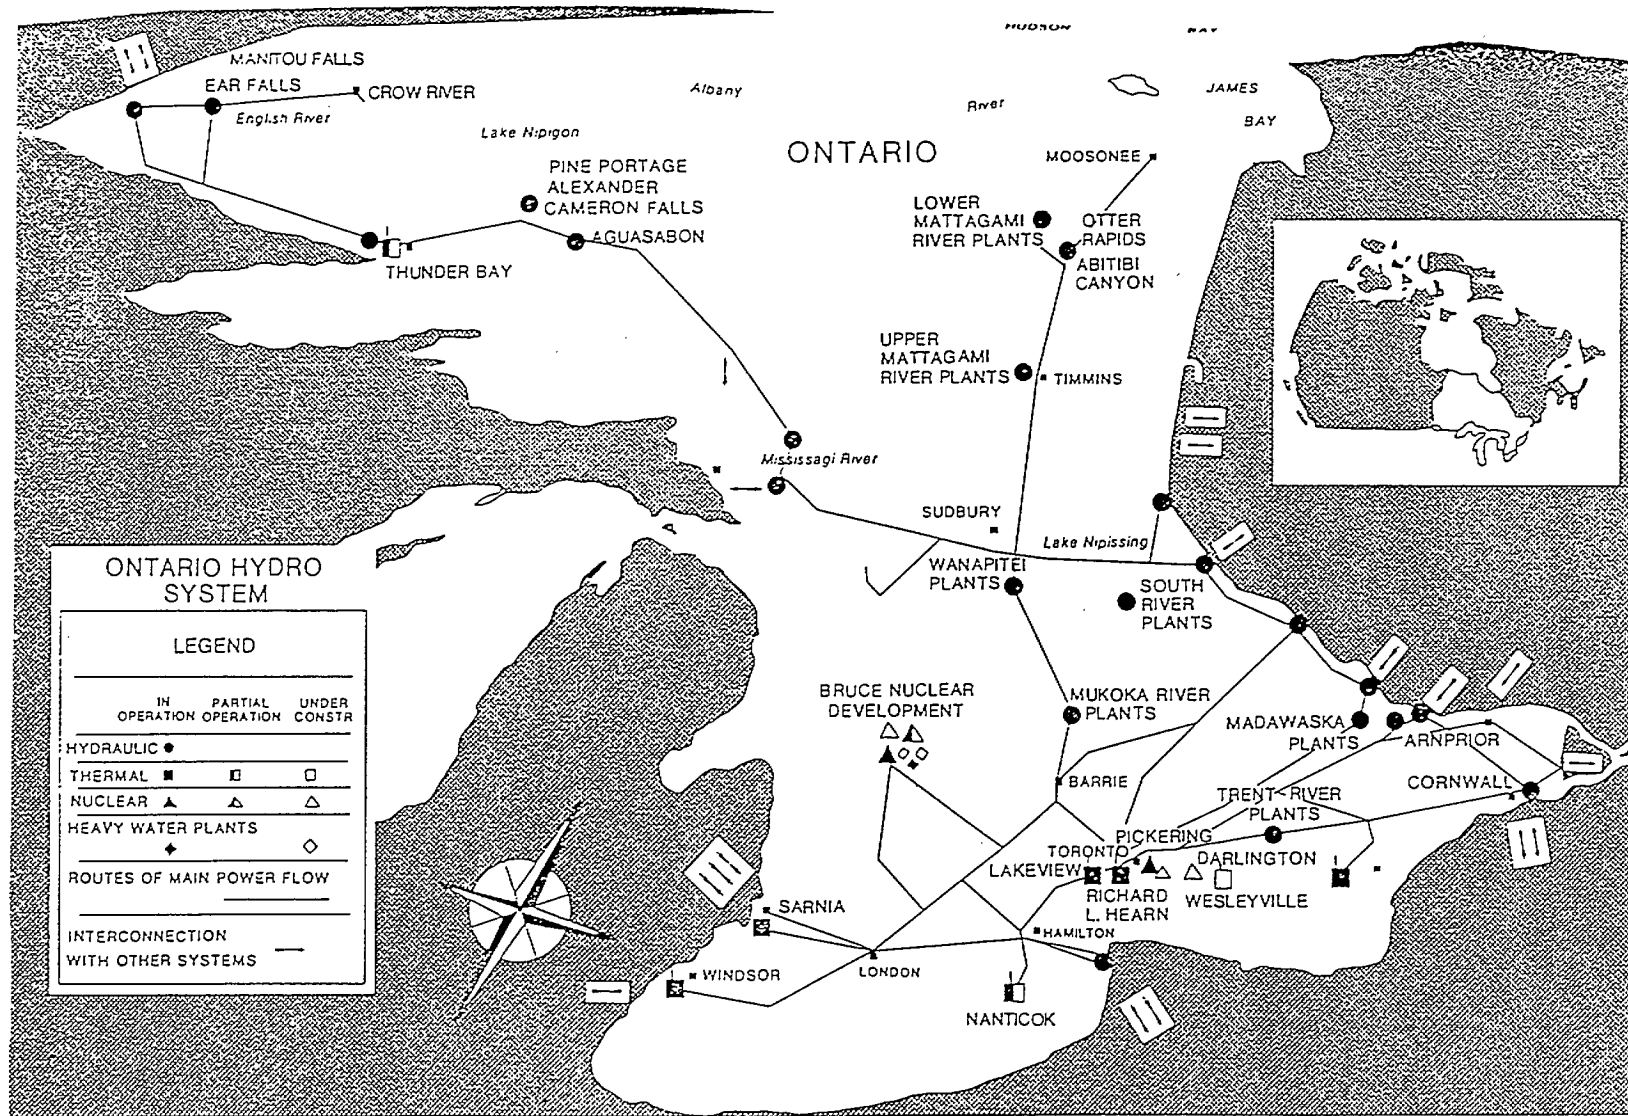 HUDSON BAY
MANITOU FALLS
EAR FALLS
CROW RIVER
English River
Albany
River
JAMES
BAY
Lake Nipigon
ONTARIO
MOOSONEE
PINE PORTAGE
ALEXANDER
CAMERON FALLS
AGUASABON
THUNDER BAY
LOWER
MATTAGAMI
RIVER PLANTS
OTTER
RAPIDS
ABITIBI
CANYON
UPPER
MATTAGAMI
RIVER PLANTS
TIMMINS
Mississagi River
SUDBURY
Lake Nipissing
WANAPITEI
PLANTS
SOUTH
RIVER
PLANTS
BRUCE NUCLEAR
DEVELOPMENT
MUKOKA RIVER
PLANTS
MADAWASKA
PLANTS
ARNPRIOR
BARRIE
CORNWALL
TRENT-RIVER
PLANTS
PICKERING
TORONTO
LAKEVIEW
DARLINGTON
RICHARD
L. HEARN
WESLEYVILLE
HAMILTON
SARNIA
LONDON
WINDSOR
NANTICOK
ONTARIO HYDRO
SYSTEM
LEGEND
IN OPERATION
PARTIAL OPERATION
UNDER CONSTR
HYDRAULIC
THERMAL
NUCLEAR
HEAVY WATER PLANTS
ROUTES OF MAIN POWER FLOW
INTERCONNECTION
WITH OTHER SYSTEMS